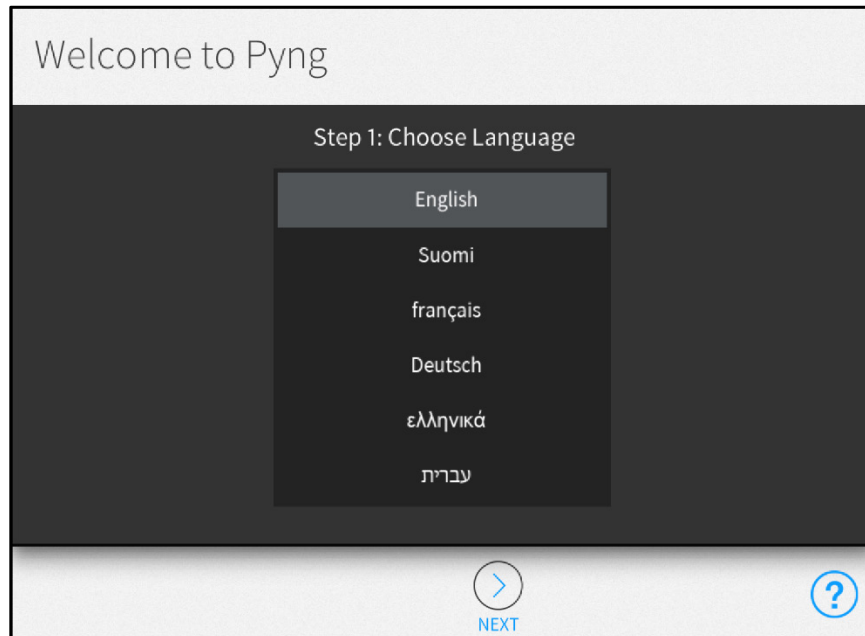 Welcome to Pyng
Step 1: Choose Language
English
Suomi
français
Deutsch
ελληνικά
עברית
NEXT
?